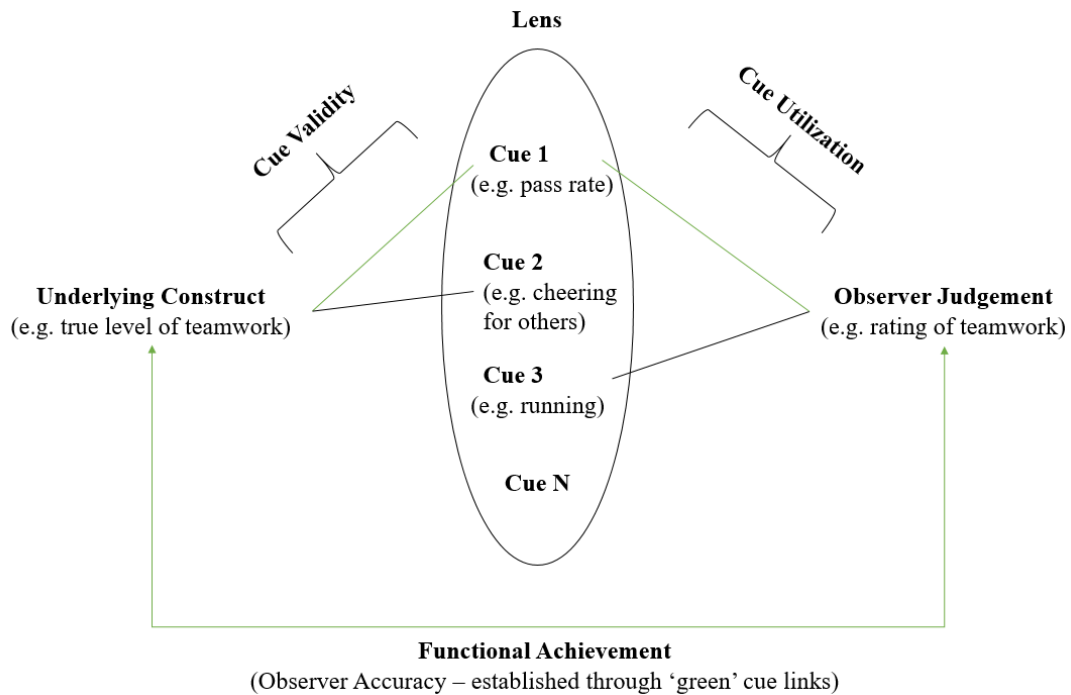 Lens
Cue Validity
Cue Utilization
Cue 1
(e.g. pass rate)
Cue 2
(e.g. cheering
for others)
Underlying Construct
(e.g. true level of teamwork)
Observer Judgement
(e.g. rating of teamwork)
Cue 3
(e.g. running)
Cue N
Functional Achievement
(Observer Accuracy – established through ‘green’ cue links)